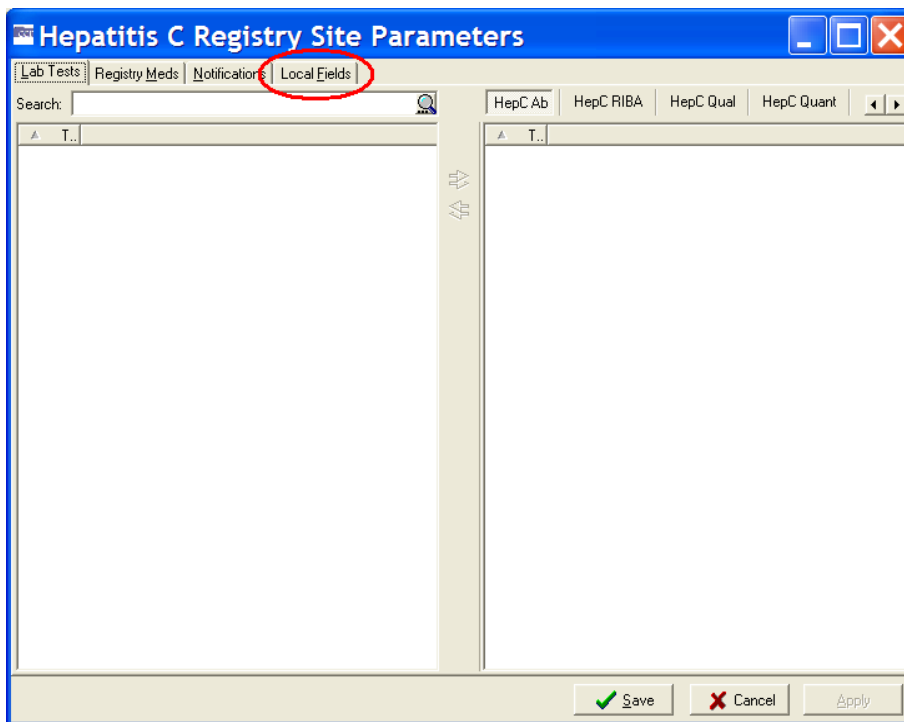 Hepatitis C Registry Site Parameters
Lab Tests Registry Meds Notifications Local Fields
Search: HepC Ab HepC RIBA HepC Qual HepC Quant
T.. T..
Save Cancel Apply